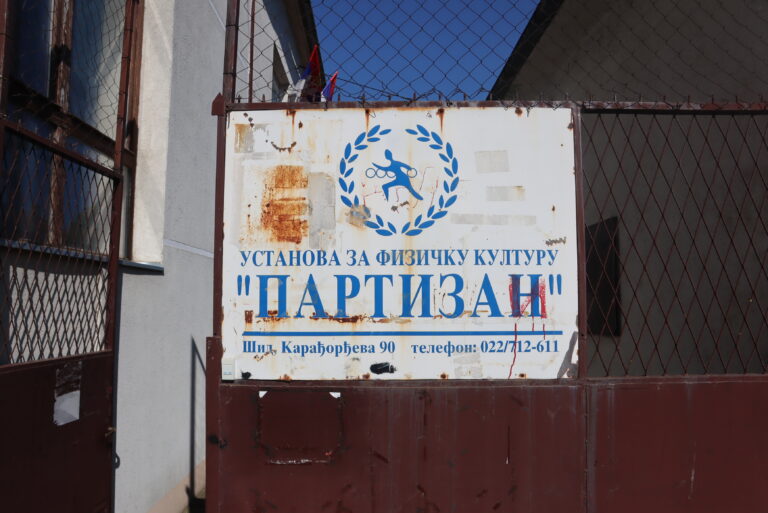 УСТАНОВА ЗА ФИЗИЧКУ КУЛТУРУ
"ПАРТИЗАН"
Шид, Карађорђева 90 телефон: 022/712-611